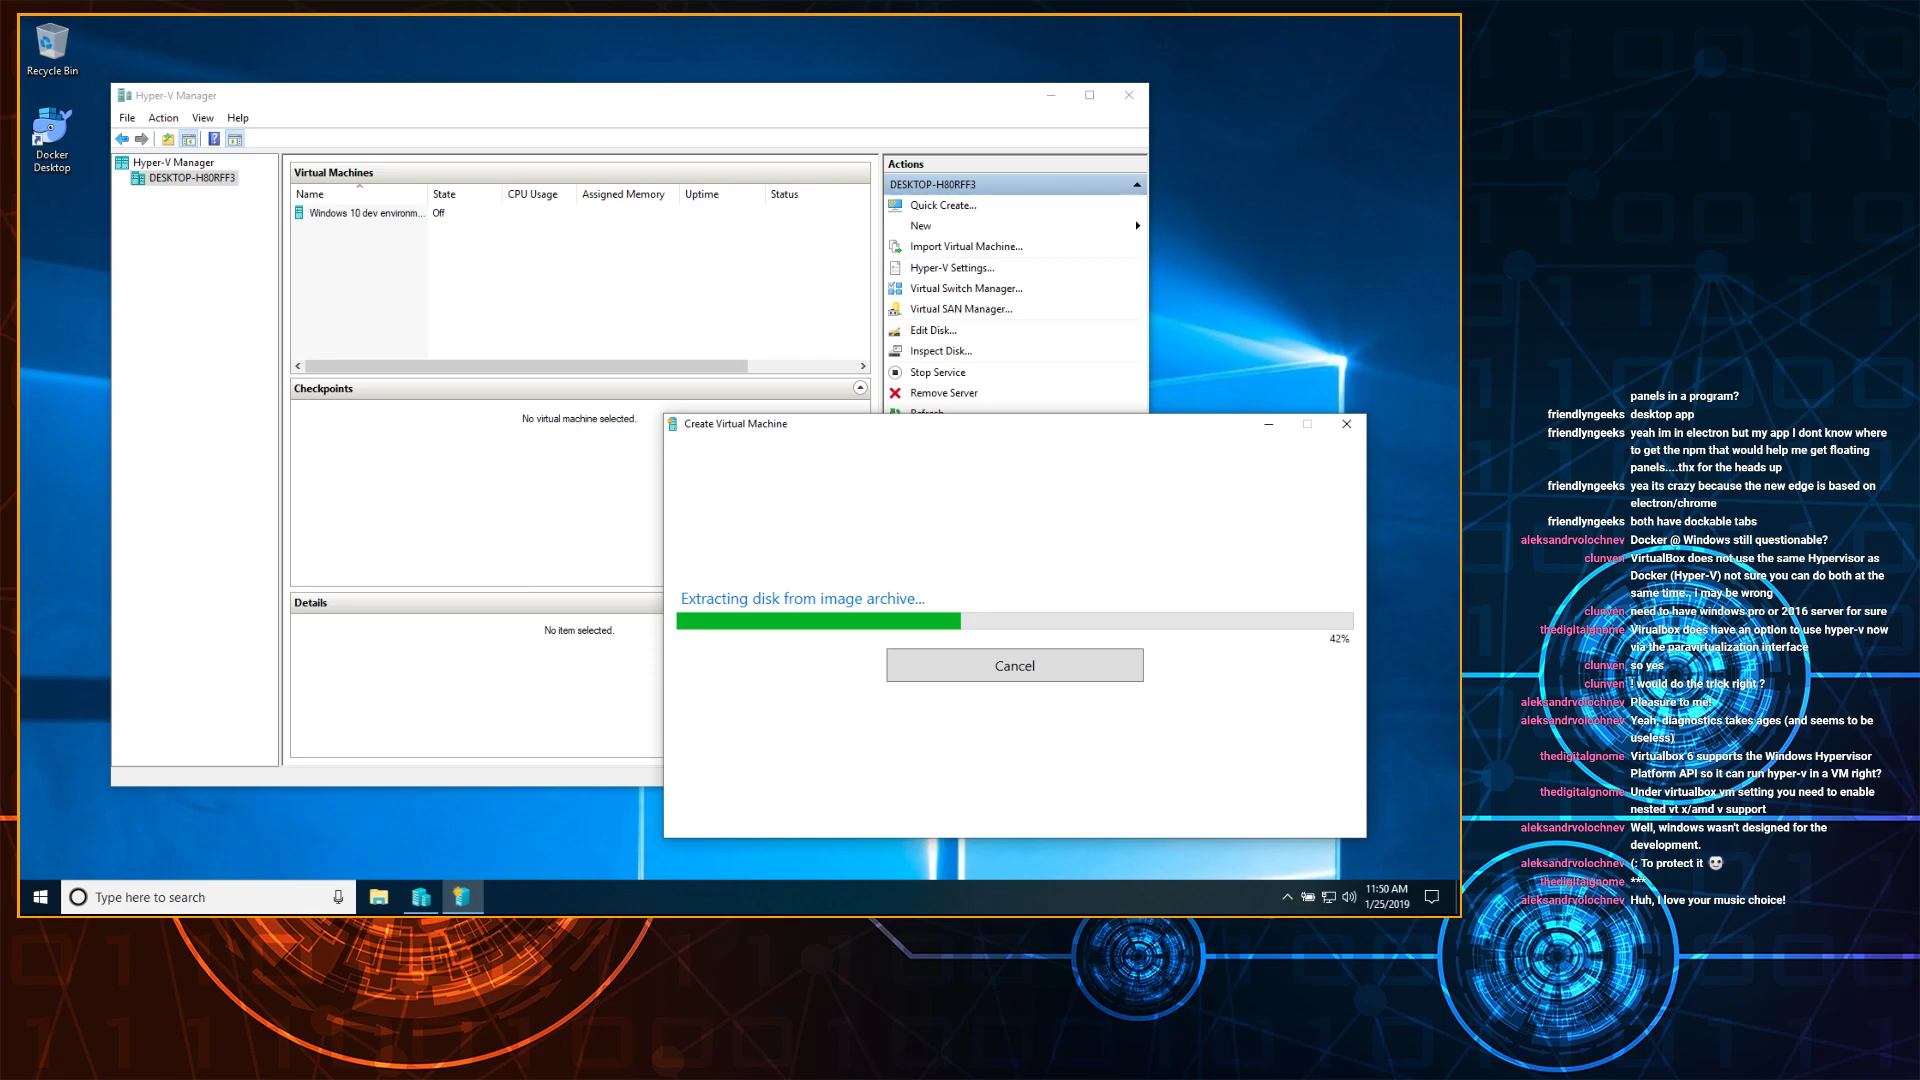 Recycle Bin
Docker
Desktop
Hyper-V Manager
File Action View Help
Hyper-V Manager
DESKTOP-H80RFF3
Virtual Machines
Name State CPU Usage Assigned Memory Uptime Status
Windows 10 dev environm... Off
Checkpoints
No virtual machine selected.
Details
No item selected.
Actions
DESKTOP-H80RFF3
Quick Create...
New
Import Virtual Machine...
Hyper-V Settings...
Virtual Switch Manager...
Virtual SAN Manager...
Edit Disk...
Inspect Disk...
Stop Service
Remove Server
Create Virtual Machine
Extracting disk from image archive...
42%
Cancel
Type here to search
11:50 AM
1/25/2019
panels in a program?
friendlyngeeks desktop app
friendlyngeeks yeah im in electron but my app I dont know where
to get the npm that would help me get floating
panels....thx for the heads up
friendlyngeeks yea its crazy because the new edge is based on
electron/chrome
friendlyngeeks both have dockable tabs
aleksandrvolochnev Docker @ Windows still questionable?
clunven VirtualBox does not use the same Hypervisor as
Docker (Hyper-V) not sure you can do both at the
same time.. i may be wrong
clunven need to have windows pro or 2016 server for sure
thedigitalgnome Virualbox does have an option to use hyper-v now
via the paravirtualization interface
clunven so yes
clunven ! would do the trick right ?
aleksandrvolochnev Pleasure to me!
aleksandrvolochnev Yeah, diagnostics takes ages (and seems to be
useless)
thedigitalgnome Virtualbox 6 supports the Windows Hypervisor
Platform API so it can run hyper-v in a VM right?
thedigitalgnome Under virtualbox vm setting you need to enable
nested vt x/amd v support
aleksandrvolochnev Well, windows wasn't designed for the
development.
aleksandrvolochnev (: To protect it
thedigitalgnome ***
aleksandrvolochnev Huh, I love your music choice!